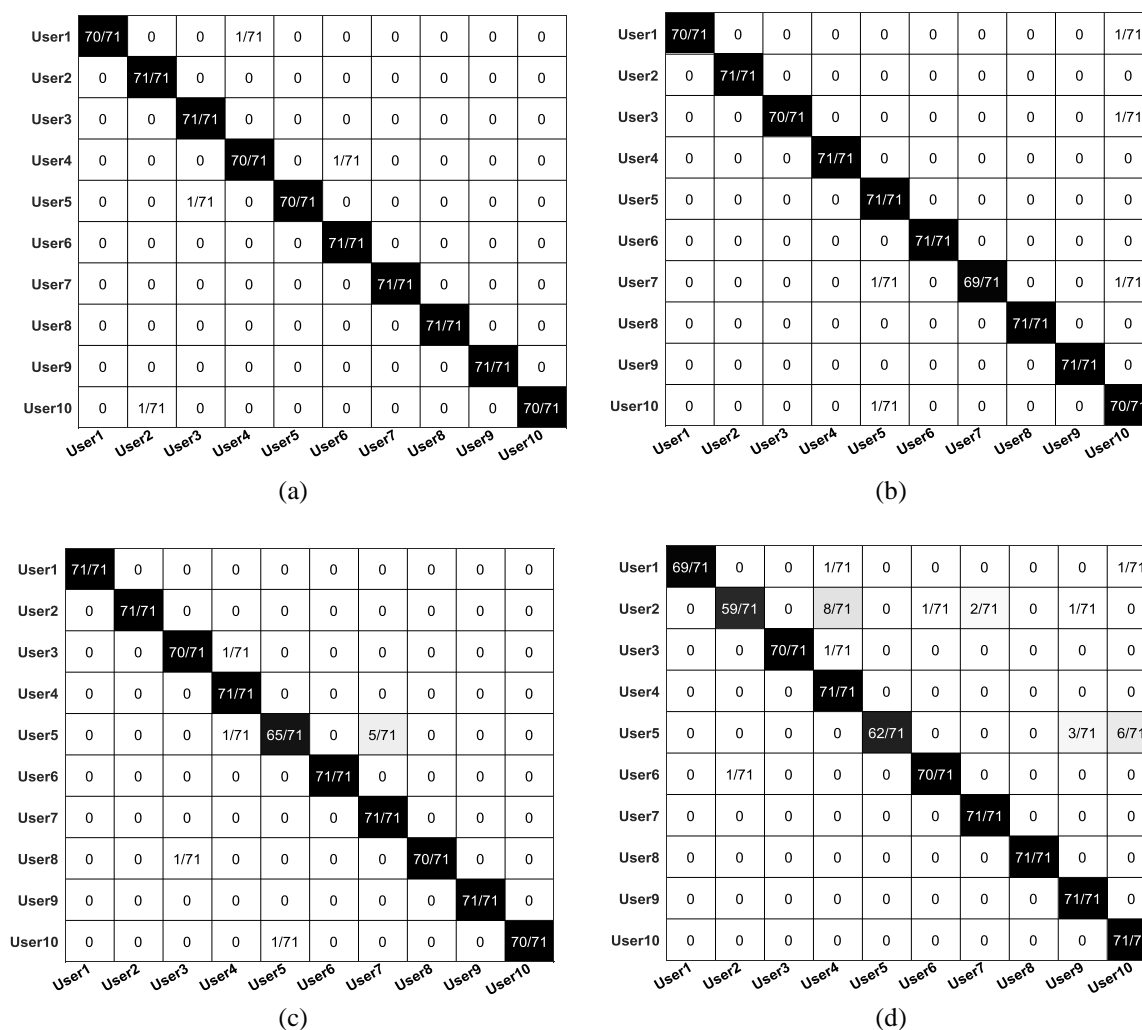 User1 70/71 0 0 1/71 0 0 0 0 0 0
User2 0 71/71 0 0 0 0 0 0 0 0
User3 0 0 71/71 0 0 0 0 0 0 0
User4 0 0 0 70/71 0 1/71 0 0 0 0
User5 0 0 1/71 0 70/71 0 0 0 0 0
User6 0 0 0 0 0 71/71 0 0 0 0
User7 0 0 0 0 0 0 71/71 0 0 0
User8 0 0 0 0 0 0 0 71/71 0 0
User9 0 0 0 0 0 0 0 0 71/71 0
User10 0 1/71 0 0 0 0 0 0 0 70/71
User1 User2 User3 User4 User5 User6 User7 User8 User9 User10
(a)
User1 70/71 0 0 0 0 0 0 0 0 1/71
User2 0 71/71 0 0 0 0 0 0 0 0
User3 0 0 70/71 0 0 0 0 0 0 1/71
User4 0 0 0 71/71 0 0 0 0 0 0
User5 0 0 0 0 71/71 0 0 0 0 0
User6 0 0 0 0 0 71/71 0 0 0 0
User7 0 0 0 0 1/71 0 69/71 0 0 1/71
User8 0 0 0 0 0 0 0 71/71 0 0
User9 0 0 0 0 0 0 0 0 71/71 0
User10 0 0 0 0 1/71 0 0 0 0 70/71
User1 User2 User3 User4 User5 User6 User7 User8 User9 User10
(b)
User1 71/71 0 0 0 0 0 0 0 0 0
User2 0 71/71 0 0 0 0 0 0 0 0
User3 0 0 70/71 1/71 0 0 0 0 0 0
User4 0 0 0 71/71 0 0 0 0 0 0
User5 0 0 0 1/71 65/71 0 5/71 0 0 0
User6 0 0 0 0 0 71/71 0 0 0 0
User7 0 0 0 0 0 0 71/71 0 0 0
User8 0 0 1/71 0 0 0 0 70/71 0 0
User9 0 0 0 0 0 0 0 0 71/71 0
User10 0 0 0 0 1/71 0 0 0 0 70/71
User1 User2 User3 User4 User5 User6 User7 User8 User9 User10
(c)
User1 69/71 0 0 1/71 0 0 0 0 0 1/71
User2 0 59/71 0 8/71 0 1/71 2/71 0 1/71 0
User3 0 0 70/71 1/71 0 0 0 0 0 0
User4 0 0 0 71/71 0 0 0 0 0 0
User5 0 0 0 0 62/71 0 0 0 3/71 6/71
User6 0 1/71 0 0 0 70/71 0 0 0 0
User7 0 0 0 0 0 0 71/71 0 0 0
User8 0 0 0 0 0 0 0 71/71 0 0
User9 0 0 0 0 0 0 0 0 71/71 0
User10 0 0 0 0 0 0 0 0 0 71/7
User1 User2 User3 User4 User5 User6 User7 User8 User9 User10
(d)